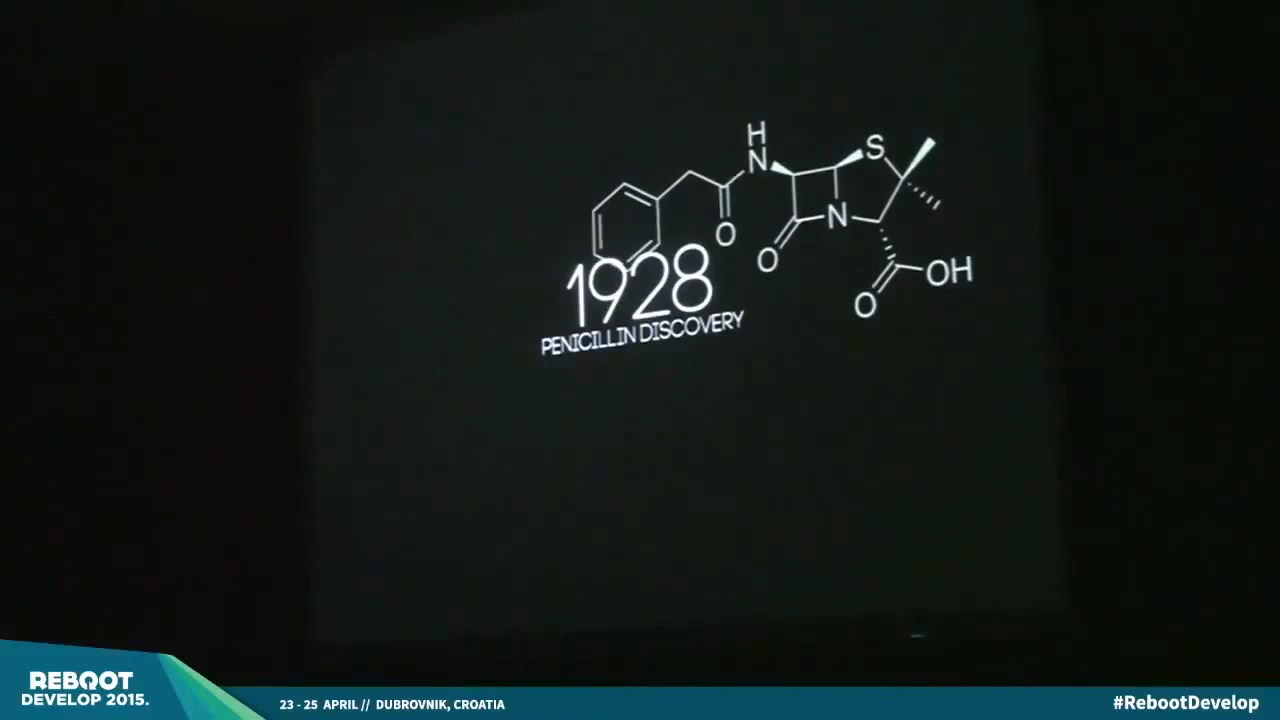 H
N
S
O
N
O
OH
O
1928
PENICILLIN DISCOVERY
REBOOT
DEVELOP 2015.
23 - 25 APRIL // DUBROVNIK, CROATIA
#RebootDevelop